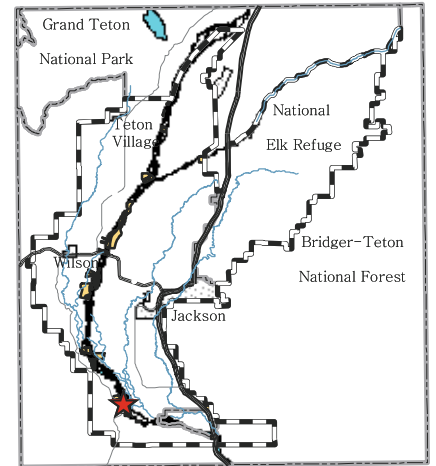 Grand Teton
National Park
Teton
Village
National
Elk Refuge
Bridger-Teton
National Forest
Wilson
Jackson